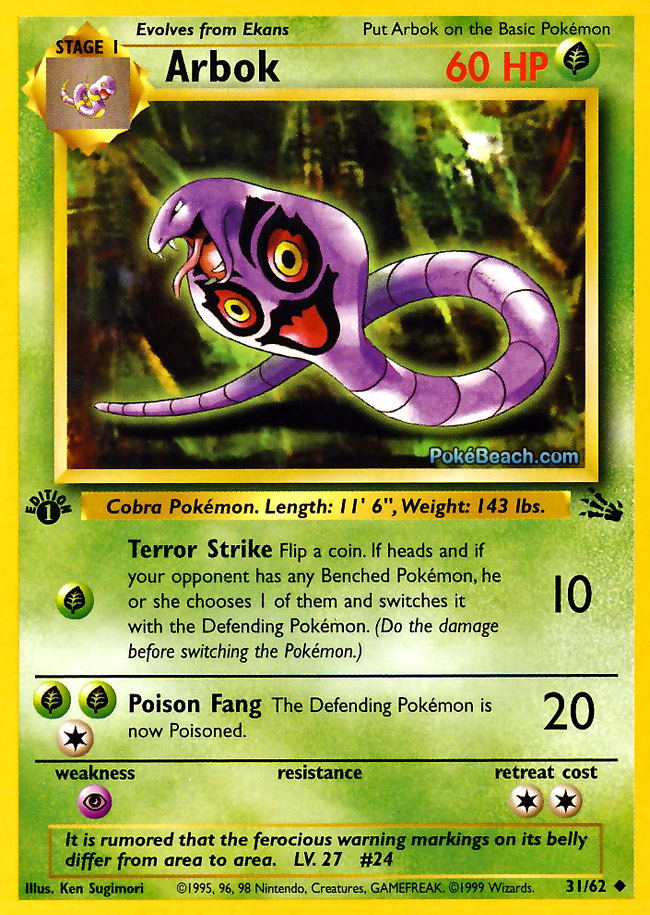 Evolves from Ekans
Put Arbok on the Basic Pokémon
STAGE 1
Arbok
60 HP
PokéBeach.com
EDITION
1
Cobra Pokémon. Length: 11' 6", Weight: 143 lbs.
Terror Strike Flip a coin. If heads and if
your opponent has any Benched Pokémon, he
or she chooses 1 of them and switches it
with the Defending Pokémon. (Do the damage
before switching the Pokémon.)
10
Poison Fang The Defending Pokémon is
now Poisoned.
20
weakness
resistance
retreat cost
It is rumored that the ferocious warning markings on its belly
differ from area to area. LV. 27 #24
Illus. Ken Sugimori
©1995, 96, 98 Nintendo, Creatures, GAMEFREAK. ©1999 Wizards.
31/62